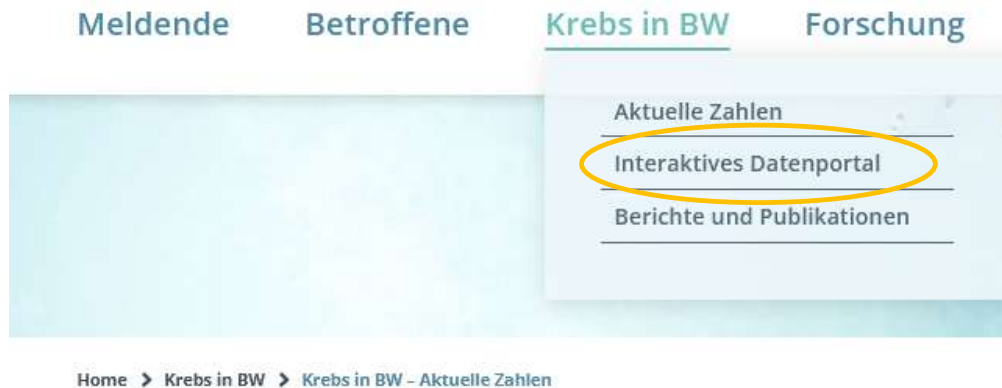 Meldende Betroffene Krebs in BW Forschung
Aktuelle Zahlen
Interaktives Datenportal
Berichte und Publikationen
Home > Krebs in BW > Krebs in BW – Aktuelle Zahlen